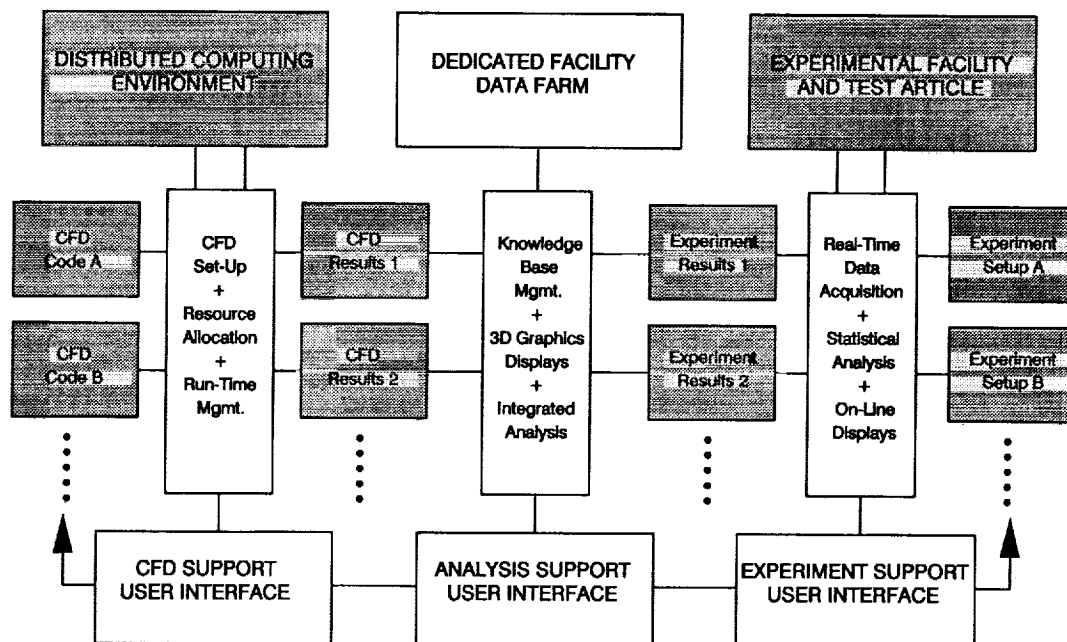 DISTRIBUTED COMPUTING
ENVIRONMENT
DEDICATED FACILITY
DATA FARM
EXPERIMENTAL FACILITY
AND TEST ARTICLE
CFD
Code A
CFD
Set-Up
+
Resource
Allocation
+
Run-Time
Mgmt.
CFD
Results 1
Knowledge
Base
Mgmt.
+
3D Graphics
Displays
+
Integrated
Analysis
Experiment
Results 1
Real-Time
Data
Acquisition
+
Statistical
Analysis
+
On-Line
Displays
Experiment
Setup A
CFD
Code B
CFD
Results 2
Experiment
Results 2
Experiment
Setup B
CFD SUPPORT
USER INTERFACE
ANALYSIS SUPPORT
USER INTERFACE
EXPERIMENT SUPPORT
USER INTERFACE